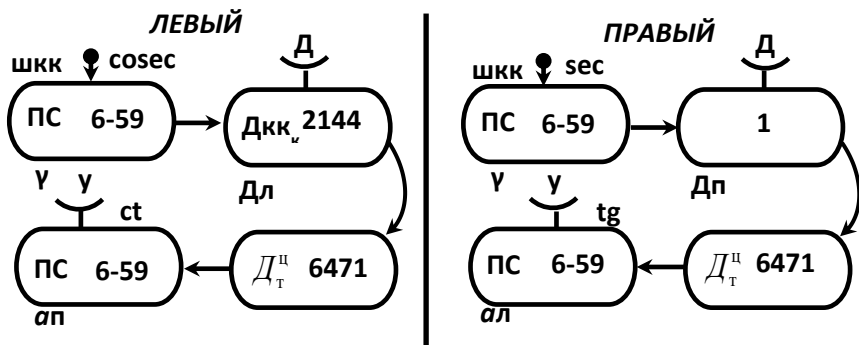 ЛЕВЫЙ
шкк cosec Д
ПС 6-59 Дкк к 2144
γ у Дл
ct
ПС 6-59 Д ц т 6471
ап
ПРАВЫЙ
шкк sec Д
ПС 6-59 1
γ у Дп
tg
ПС 6-59 Д ц т 6471
ал